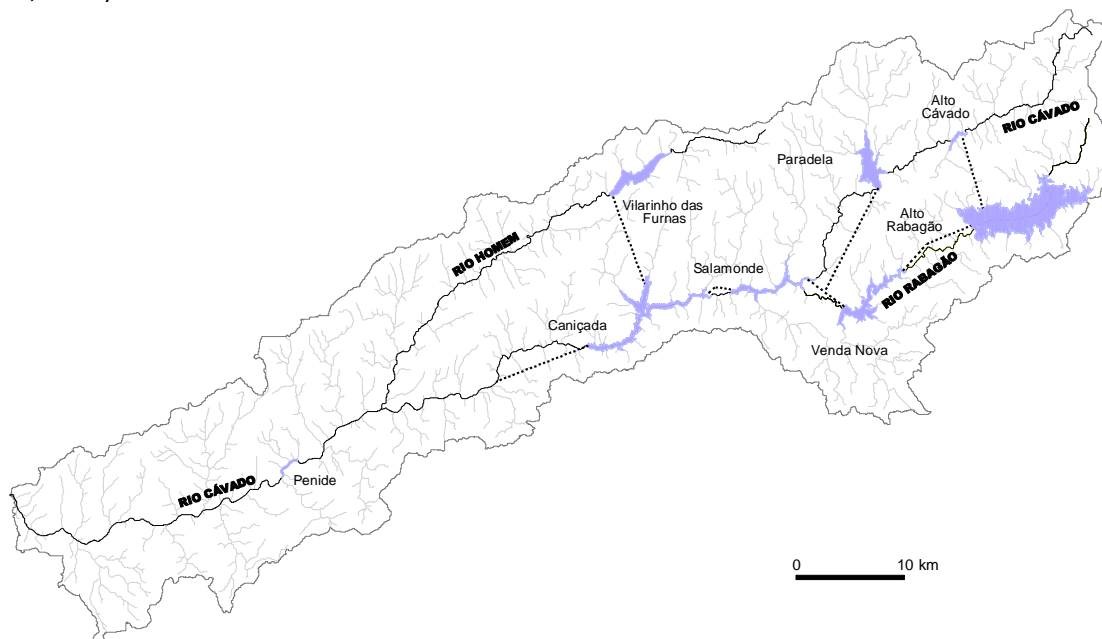 Alto
Cávado
RIO CÁVADO
Paradela
Vilarinho das
Furnas
Alto
Rabagão
RIO HOMEM
Salamonde
RIO RABAGÃO
Caniçada
Venda Nova
Penide
RIO CÁVADO
0 10 km